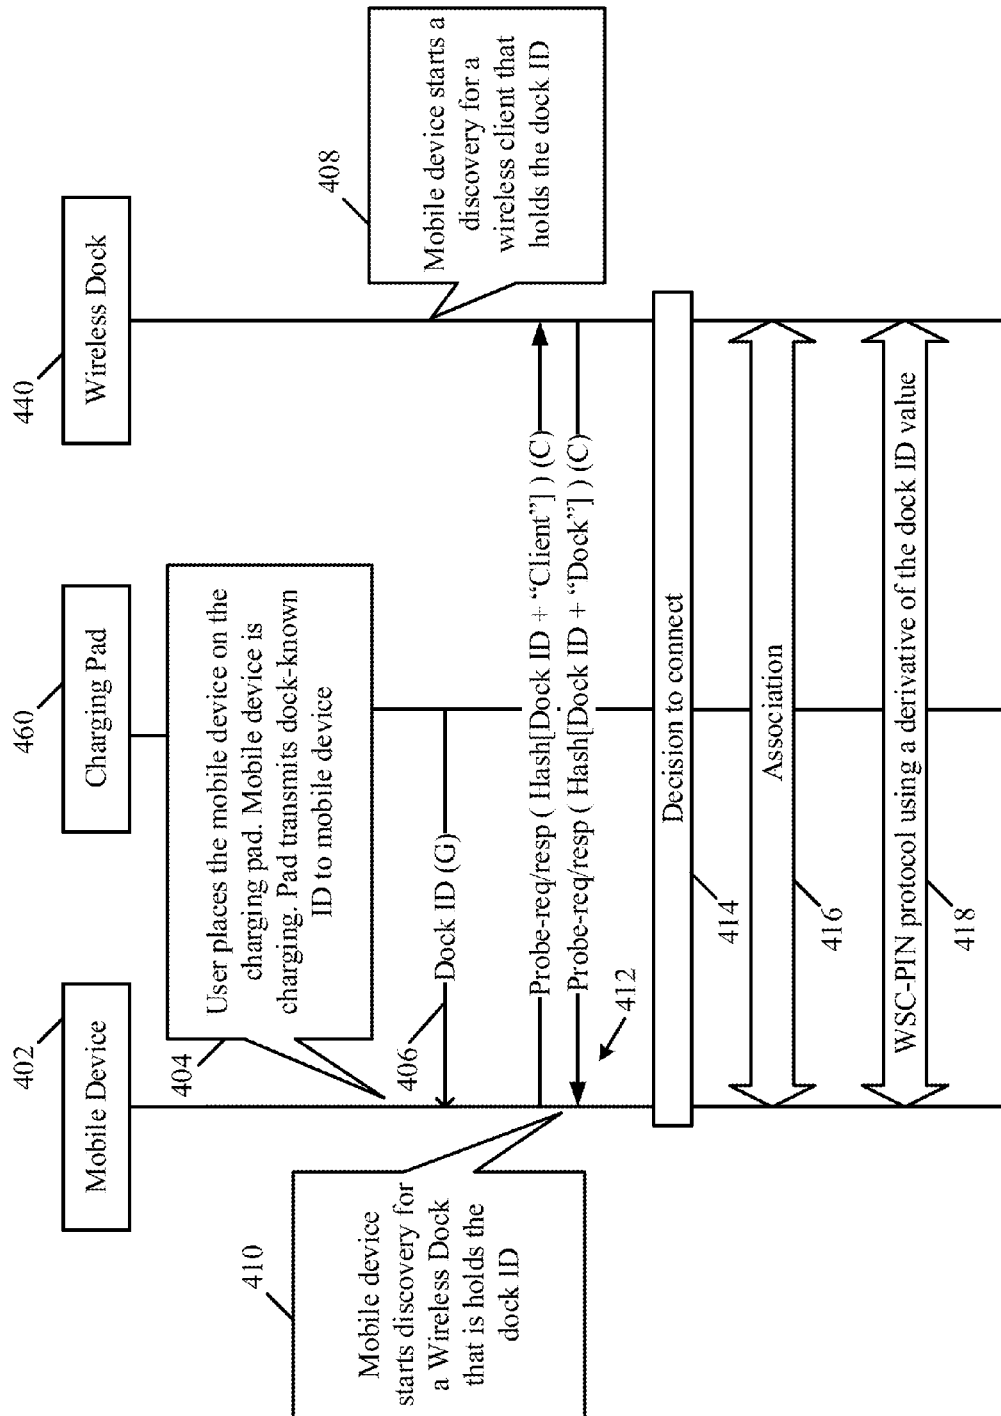 402
Mobile Device
460
Charging Pad
440
Wireless Dock
User places the mobile device on the
charging pad. Mobile device is
charging. Pad transmits dock-known
ID to mobile device
404
408
Mobile device starts a
discovery for a
wireless client that
holds the dock ID
406
Dock ID (G)
410
Mobile device
starts discovery for
a Wireless Dock
that is holds the
dock ID
Probe-req/resp ( Hash[Dock ID + “Client”] ) (C)
Probe-req/resp ( Hash[Dock ID + “Dock”] ) (C)
412
Decision to connect
414
Association
416
WSC-PIN protocol using a derivative of the dock ID value
418